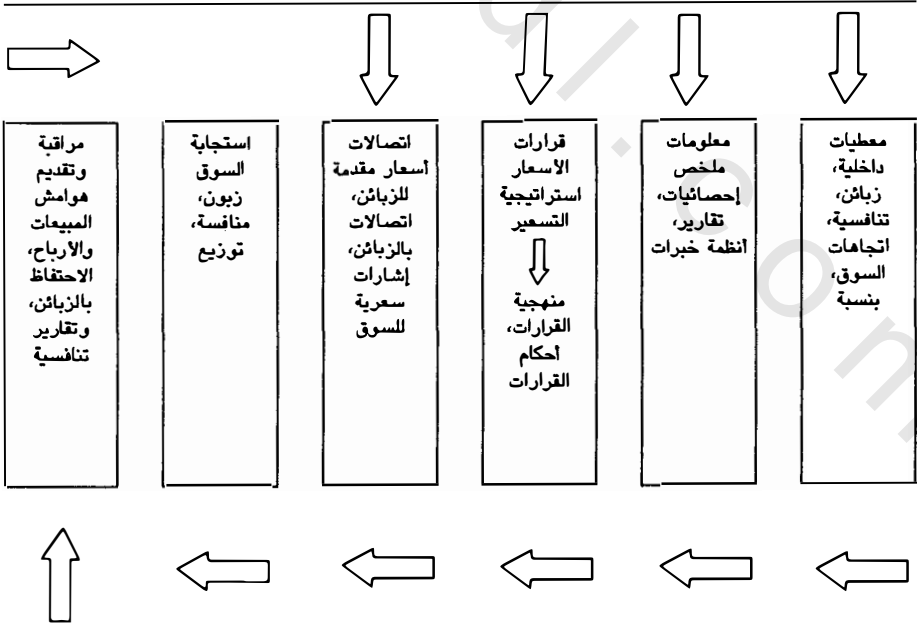 معطيات
داخلية،
زبائن،
تنافسية،
اتجاهات
السوق،
بنسبة
معلومات
ملخص
إحصائيات،
تقارير،
أنظمة خبرات
قرارات
الأسعار
استراتيجية
التسعير
منهجية
القرارات،
أحكام
القرارات
اتصالات
أسعار مقدمة
للزبائن،
اتصالات
بالزبائن،
إشارات
سعرية
للسوق
استجابة
السوق
زبون،
منافسة،
توزيع
مراقبة
وتقديم
هوامش
المبيعات
والأرباح،
الاحتفاظ
بالزبائن،
وتقارير
تنافسية